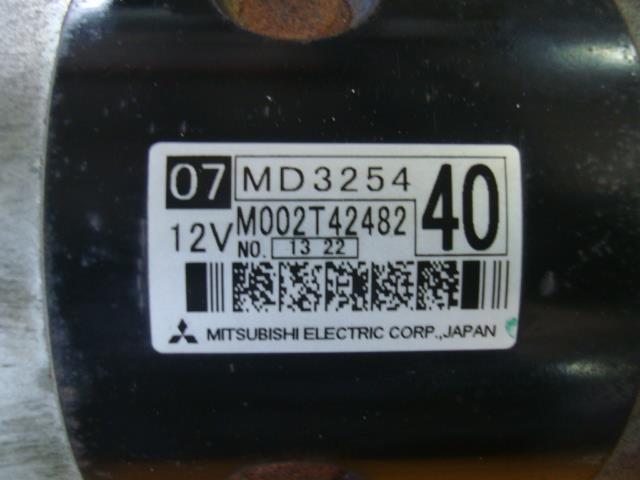 07 MD3254 40
12V M002T42482
NO. 13 22
MITSUBISHI ELECTRIC CORP.,JAPAN